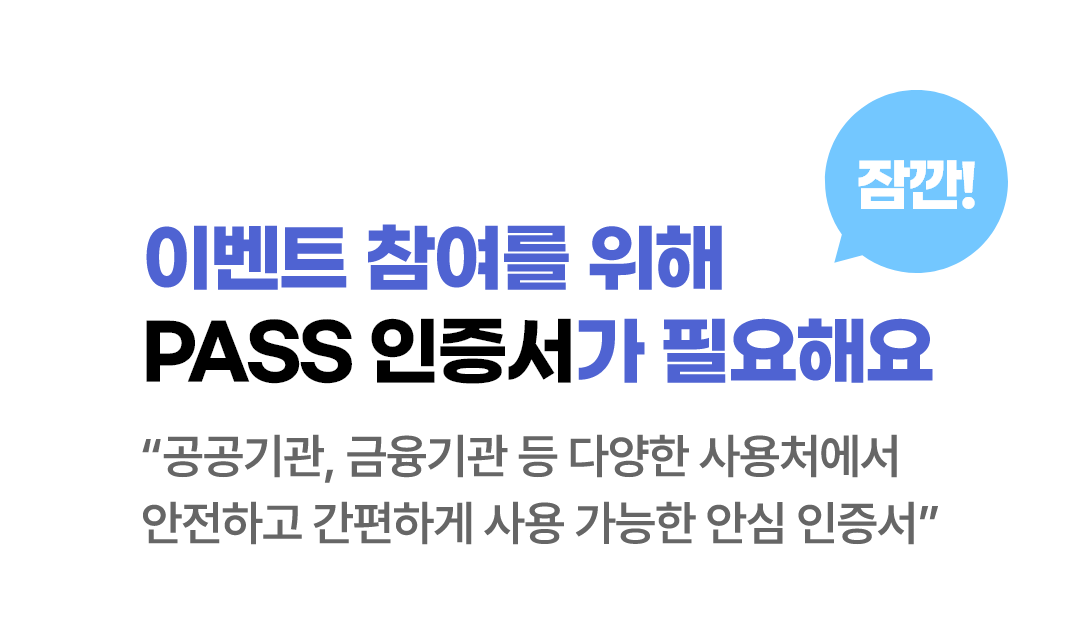 잠깐!
이벤트 참여를 위해
PASS 인증서가 필요해요
“공공기관, 금융기관 등 다양한 사용처에서
안전하고 간편하게 사용 가능한 안심 인증서”